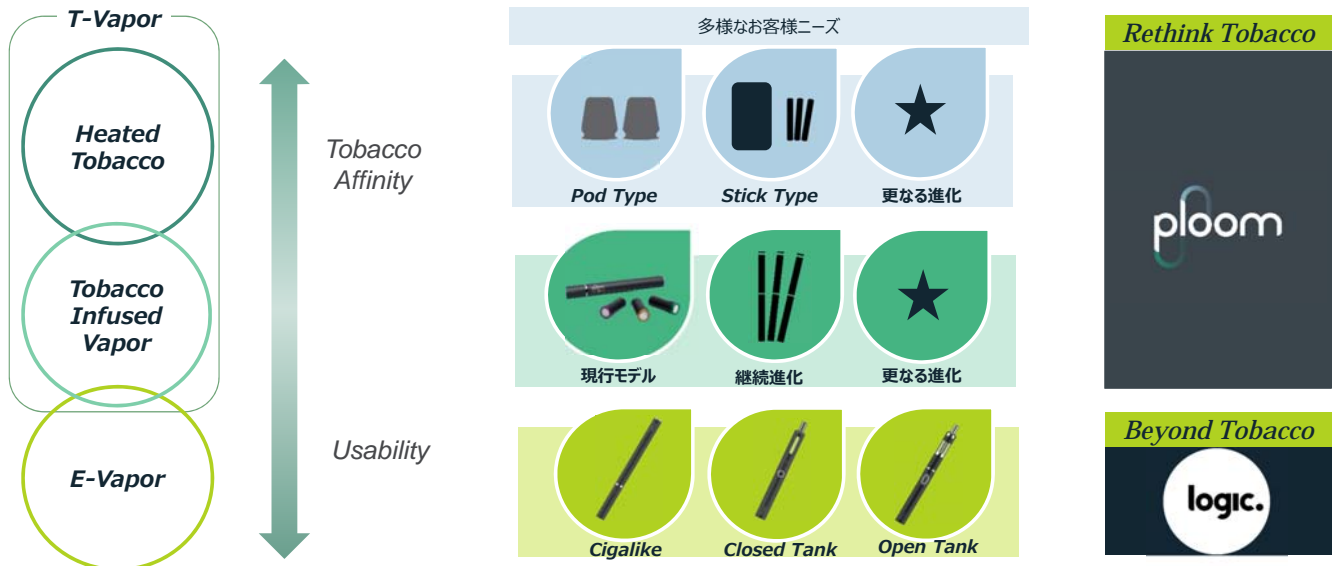 T-Vapor
Heated
Tobacco
Tobacco
Infused
Vapor
E-Vapor
Tobacco
Affinity
Usability
多様なお客様ニーズ
Pod Type
Stick Type
更なる進化
現行モデル
継続進化
更なる進化
Cigalike
Closed Tank
Open Tank
Rethink Tobacco
ploom
Beyond Tobacco
logic.